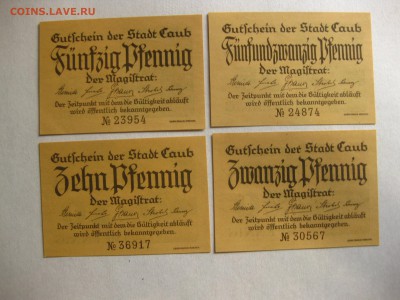 COINS.LAVE.RU
Gutschein der Stadt Caub
Fünfzig Pfennig
Der Magistrat:
Der Zeitpunkt mit dem die Gültigkeit abläuft
wird öffentlich bekanntgegeben.
№ 23954
Gutschein der Stadt Caub
Fünfundzwanzig Pfennig
Der Magistrat:
Der Zeitpunkt mit dem die Gültigkeit abläuft
wird öffentlich bekanntgegeben.
№ 24874
Gutschein der Stadt Caub
Zehn Pfennig
Der Magistrat:
Der Zeitpunkt mit dem die Gültigkeit abläuft
wird öffentlich bekanntgegeben.
№ 36917
Gutschein der Stadt Caub
Zwanzig Pfennig
Der Magistrat:
Der Zeitpunkt mit dem die Gültigkeit abläuft
wird öffentlich bekanntgegeben.
№ 30567